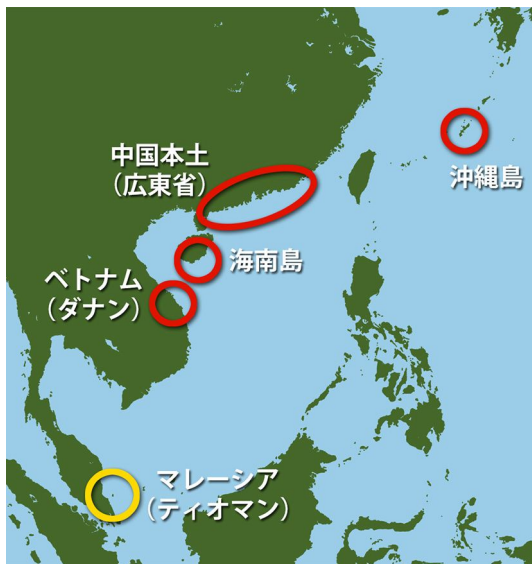 中国本土
（広東省）
沖縄島
海南島
ベトナム
（ダナン）
マレーシア
（ティオマン）